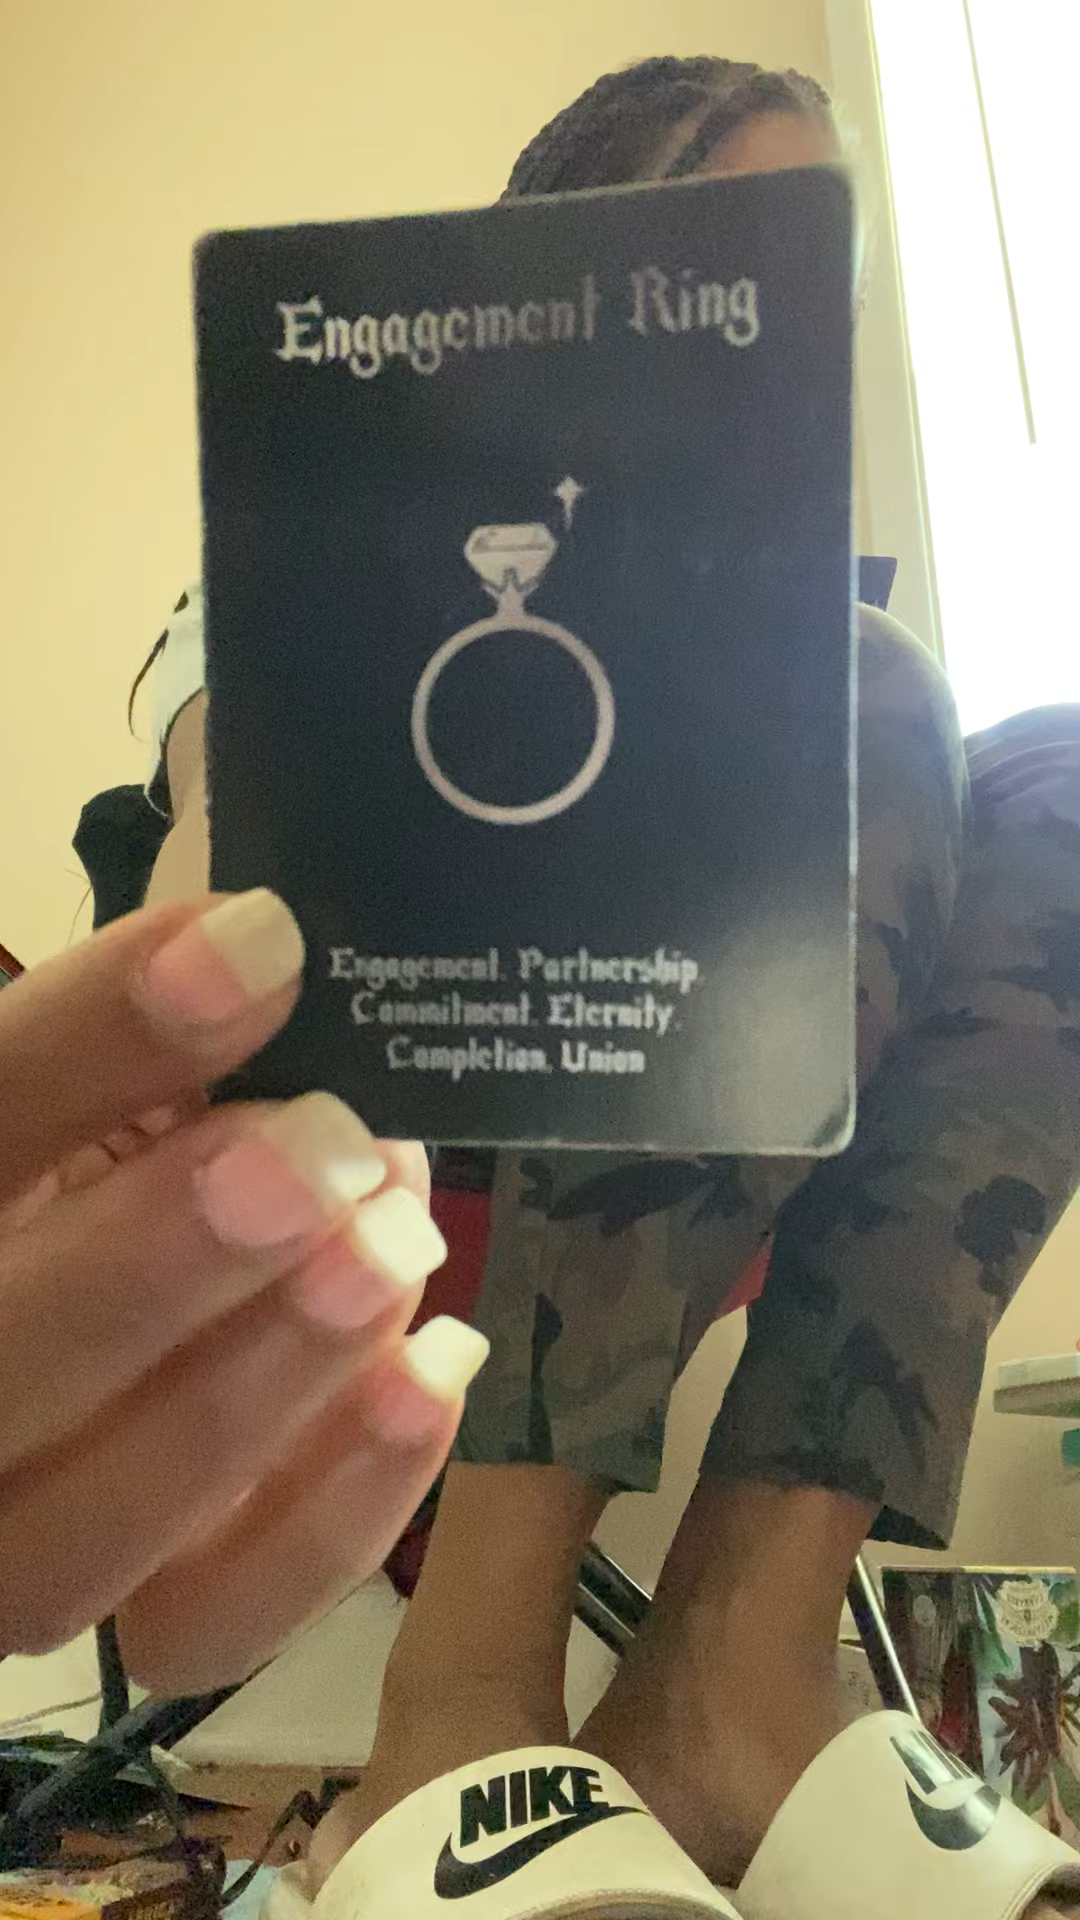 Engagement Ring
Engagement, Partnership,
Commitment, Eternity,
Completion, Union
NIKE